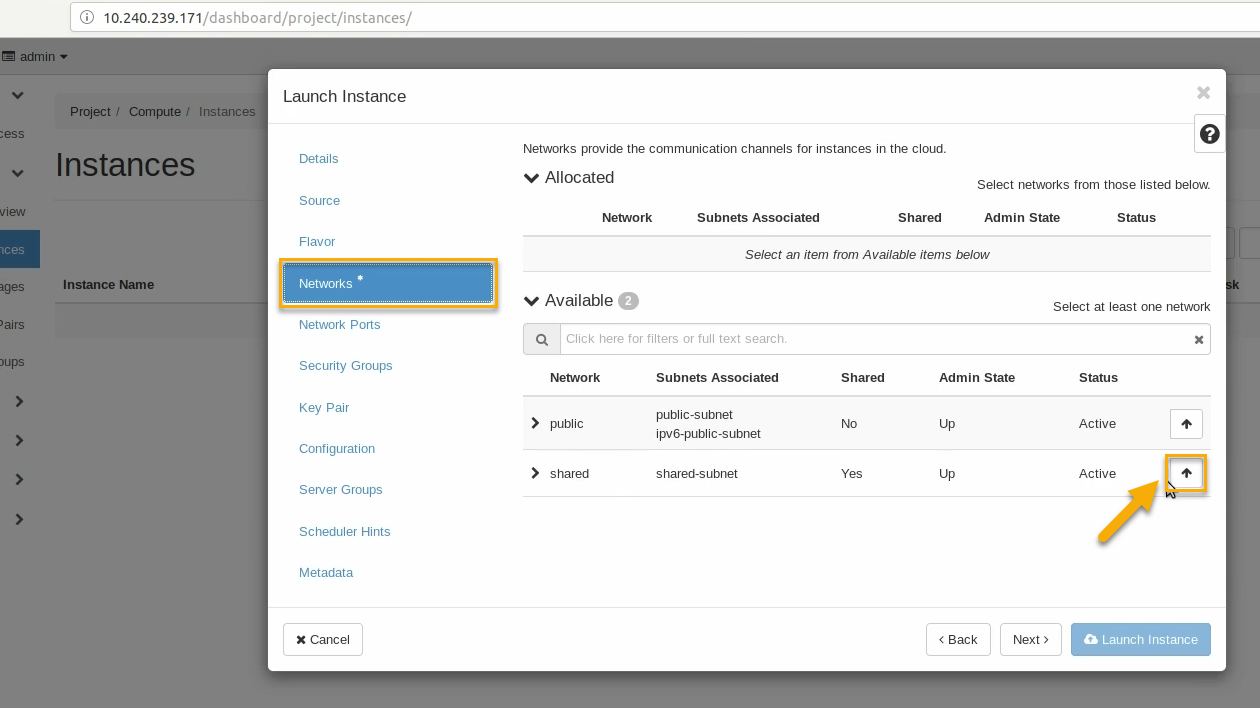 10.240.239.171/dashboard/project/instances/
admin
Project / Compute / Instances
cess
Instances
view
nces
ages
Pairs
oups
Instance Name
sk
Launch Instance
Details
Source
Flavor
Networks *
Network Ports
Security Groups
Key Pair
Configuration
Server Groups
Scheduler Hints
Metadata
Networks provide the communication channels for instances in the cloud.
Allocated
Select networks from those listed below.
Network Subnets Associated Shared Admin State Status
Select an item from Available items below
Available 2
Select at least one network
Click here for filters or full text search.
Network Subnets Associated Shared Admin State Status
public public-subnet No Up Active
ipv6-public-subnet
shared shared-subnet Yes Up Active
Cancel
< Back
Next >
Launch Instance